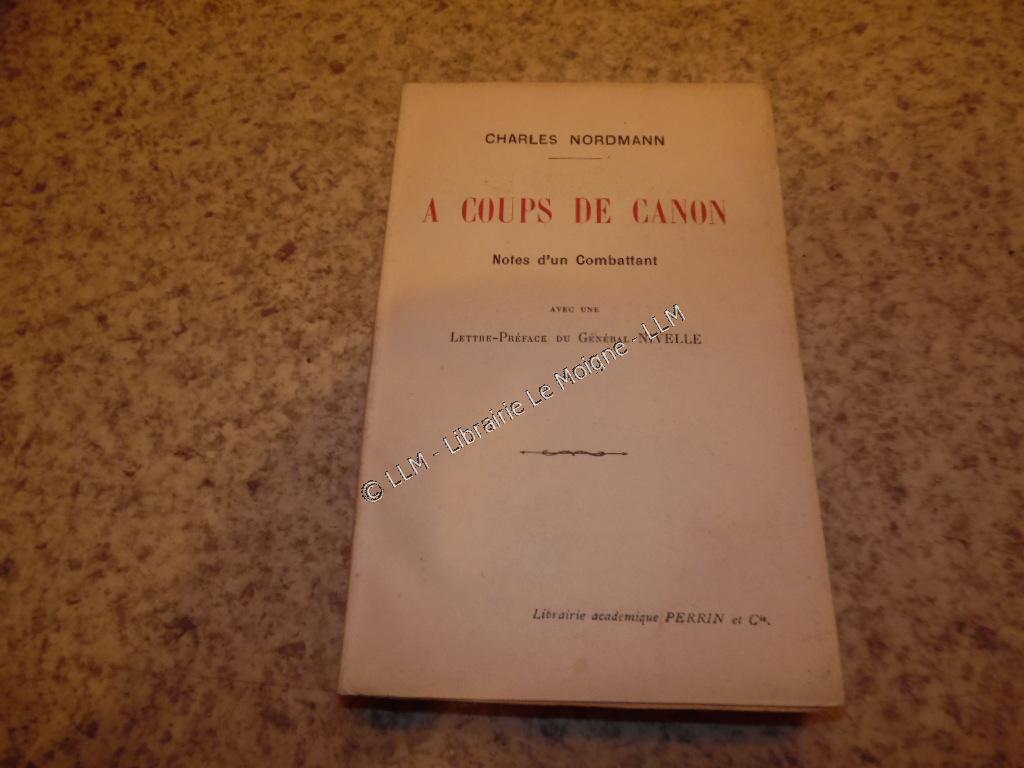 CHARLES NORDMANN
A COUPS DE CANON
Notes d'un Combattant
AVEC UNE
LETTRE-PRÉFACE DU GÉNÉRAL NIVELLE
© LLM - Librairie Le Moigne - LLM
Librairie académique PERRIN et Cie.